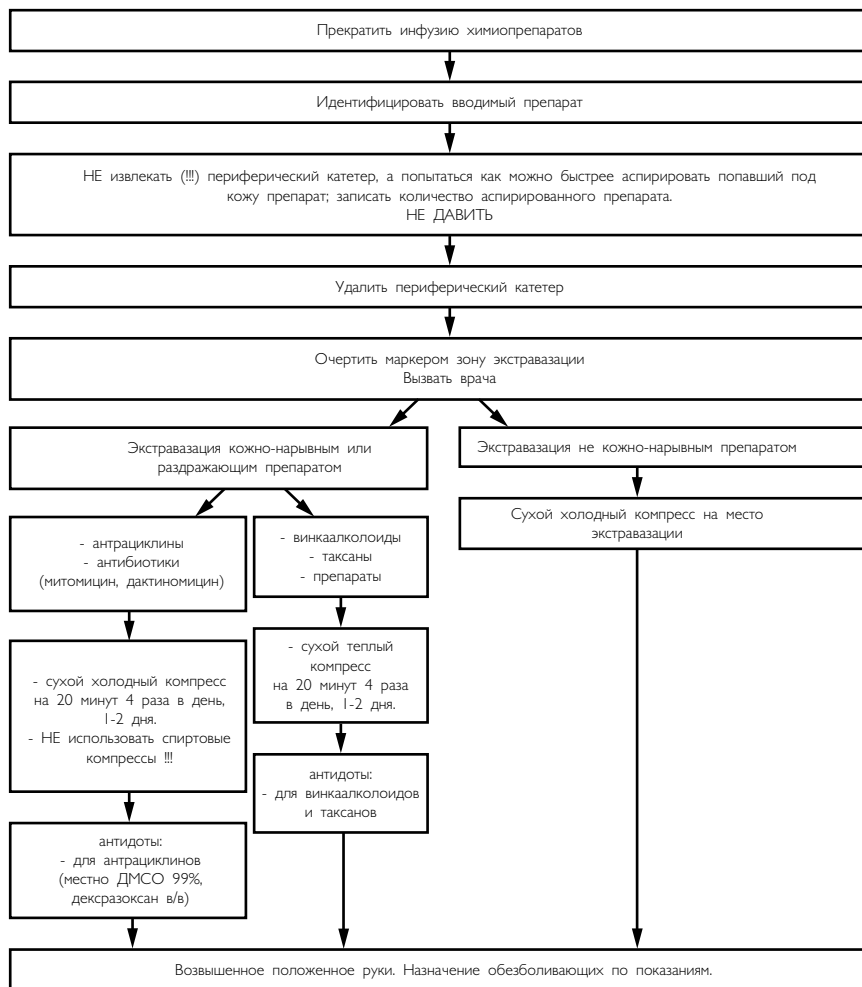 Прекратить инфузию химиопрепаратов
Идентифицировать вводимый препарат
НЕ извлекать (!!!) периферический катетер, а попытаться как можно быстрее аспирировать попавший под
кожу препарат; записать количество аспирированного препарата.
НЕ ДАВИТЬ
Удалить периферический катетер
Очертить маркером зону экстравазации
Вызвать врача
Экстравазация кожно-нарывным или
раздражающим препаратом
Экстравазация не кожно-нарывным препаратом
- антрациклины
- антибиотики
(митомицин, дактиномицин)
- винкаалколоиды
- таксаны
- препараты
Сухой холодный компресс на место
экстравазации
- сухой холодный компресс
на 20 минут 4 раза в день,
1-2 дня.
- НЕ использовать спиртовые
компрессы !!!
- сухой теплый
компресс
на 20 минут 4 раза
в день, 1-2 дня.
антидоты:
- для антрациклинов
(местно ДМСО 99%,
дексразоксан в/в)
антидоты:
- для винкаалколоидов
и таксанов
Возвышенное положенное руки. Назначение обезболивающих по показаниям.